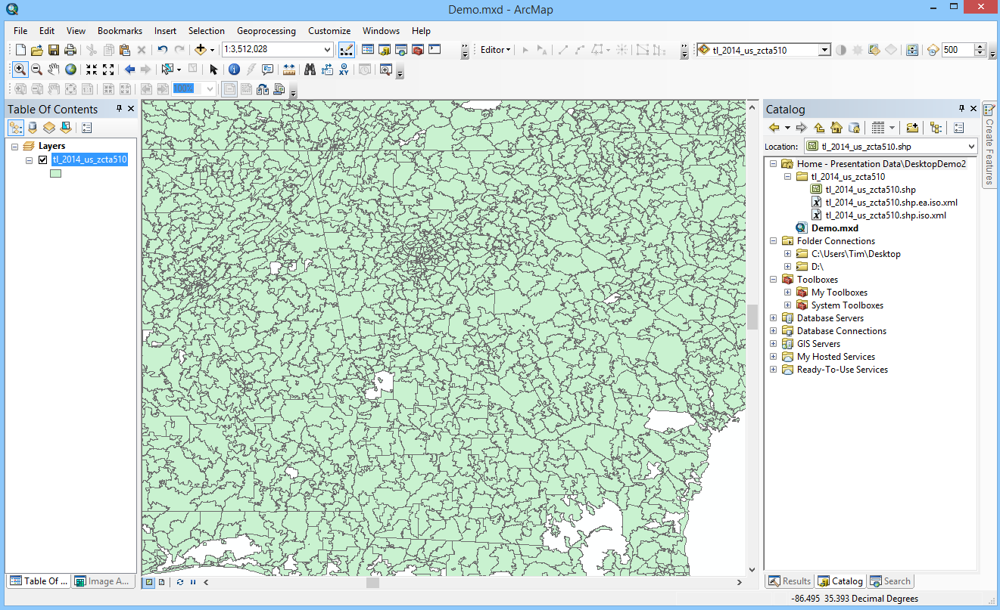 Demo.mxd - ArcMap
File Edit View Bookmarks Insert Selection Geoprocessing Customize Windows Help
1:3,512,028 Editor tl_2014_us_zcta510 500
XY
100%
Table Of Contents
Layers
tl_2014_us_zcta510
Table Of ... Image A...
Catalog
Location: tl_2014_us_zcta510.shp
Home - Presentation Data\DesktopDemo2
tl_2014_us_zcta510
tl_2014_us_zcta510.shp
tl_2014_us_zcta510.shp.ea.iso.xml
tl_2014_us_zcta510.shp.iso.xml
Demo.mxd
Folder Connections
C:\Users\Tim\Desktop
D:\
Toolboxes
My Toolboxes
System Toolboxes
Database Servers
Database Connections
GIS Servers
My Hosted Services
Ready-To-Use Services
Results Catalog Search
Create Features
-86.495 35.393 Decimal Degrees